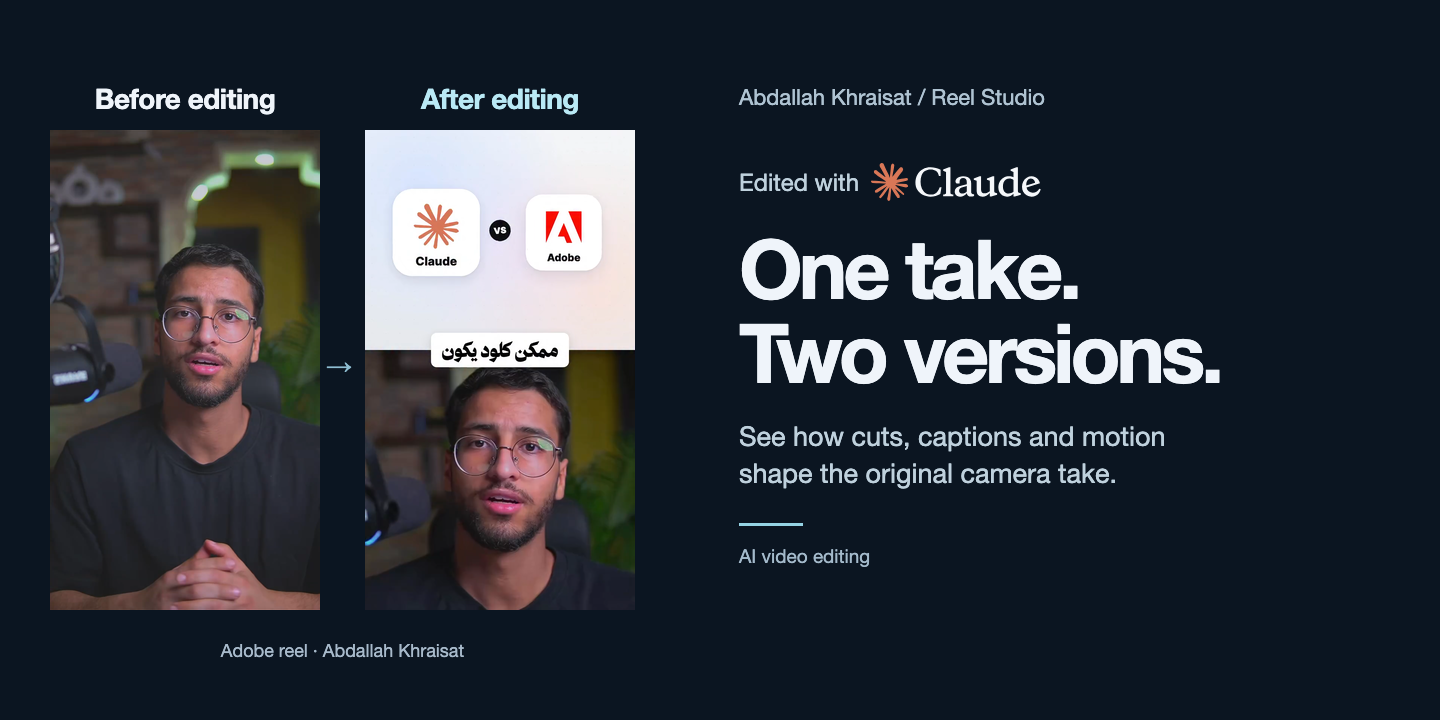 Before editing
After editing
Claude
VS
Adobe
ممكن كلود يكون
→
Adobe reel · Abdallah Khraisat
Abdallah Khraisat / Reel Studio
Edited with Claude
One take.
Two versions.
See how cuts, captions and motion
shape the original camera take.
AI video editing